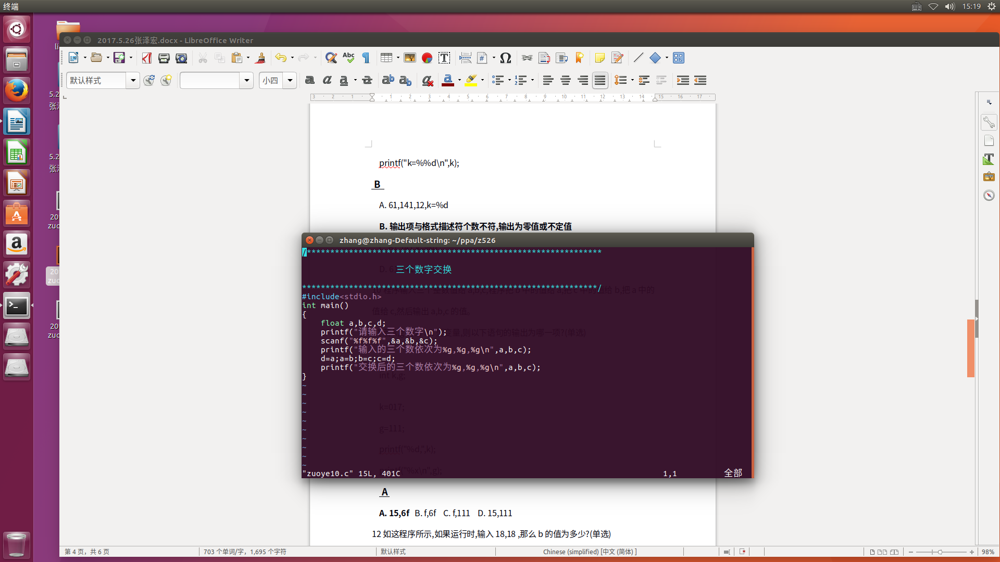 终端
15:19
2017.5.26张泽宏.docx - LibreOffice Writer
默认样式
小四
printf("k=%%d\n",k);
B
A. 61,141,12,k=%d
B. 输出项与格式描述符个数不符,输出为零值或不定值
zhang@zhang-Default-string: ~/ppa/z526
/***************************************************************
三个数字交换
***************************************************************/
#include<stdio.h>
int main()
{
float a,b,c,d;
printf("请输入三个数字\n");
scanf("%f%f%f",&a,&b,&c);
printf("输入的三个数依次为%g,%g,%g\n",a,b,c);
d=a;a=b;b=c;c=d;
printf("交换后的三个数依次为%g,%g,%g\n",a,b,c);
}
int k,g;
k=017;
g=111;
printf("%d,",k);
printf("%x\n",g);
"zuoye10.c" 15L, 401C
1,1
全部
A
A. 15,6f B. f,6f C. f,111 D. 15,111
12 如这程序所示,如果运行时,输入 18,18 ,那么 b 的值为多少?(单选)
第 4 页，共 6 页
703 个单词/字，1,695 个字符
默认样式
Chinese (simplified) [中文 (简体) ]
98%